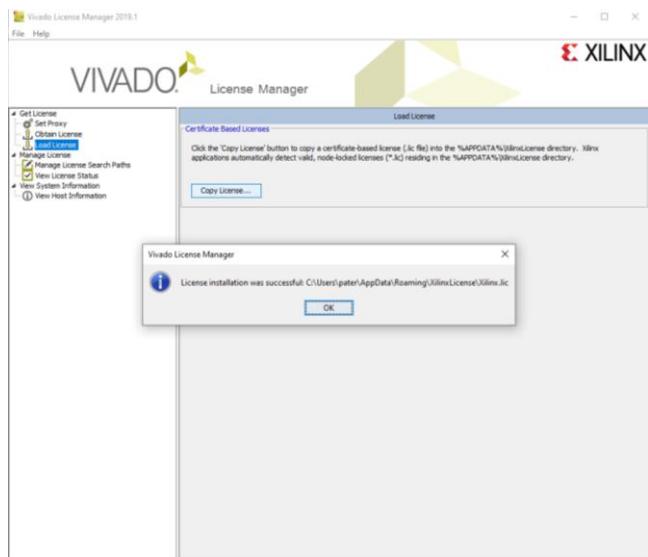 Vivado License Manager 2019.1
File Help
VIVADO.
License Manager
XILINX
Get License
Set Proxy
Obtain License
Load License
Manage License
Manage License Search Paths
View License Status
View System Information
View Host Information
Load License
Certificate Based Licenses
Click the 'Copy License' button to copy a certificate-based license (.lic file) into the %APPDATA%\XilinxLicense directory. Xilinx
applications automatically detect valid, node-locked licenses (*.lic) residing in the %APPDATA%\XilinxLicense directory.
Copy License...
Vivado License Manager
License installation was successful: C:\Users\pater\AppData\Roaming\XilinxLicense\Xilinx.lic
OK